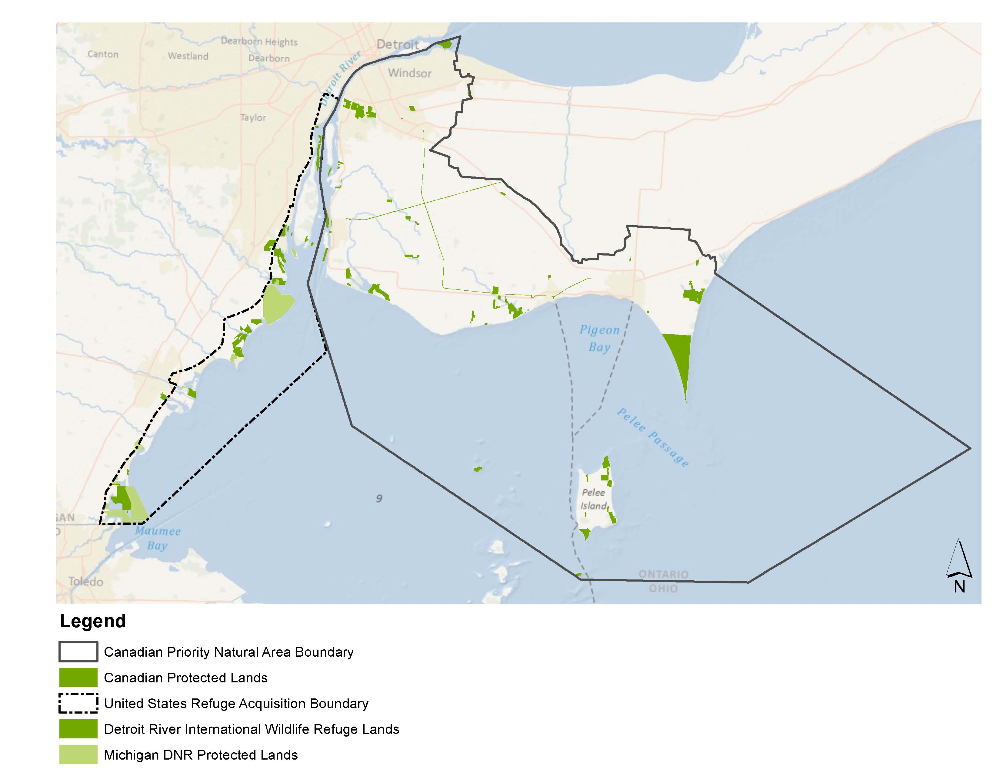 Dearborn Heights
Detroit
Canton
Westland
Dearborn
Detroit River
Windsor
Taylor
Pigeon
Bay
Pelee Passage
Pelee
Island
9
GAN
O
Maumee
Bay
Toledo
ONTARIO
OHIO
N
Legend
Canadian Priority Natural Area Boundary
Canadian Protected Lands
United States Refuge Acquisition Boundary
Detroit River International Wildlife Refuge Lands
Michigan DNR Protected Lands